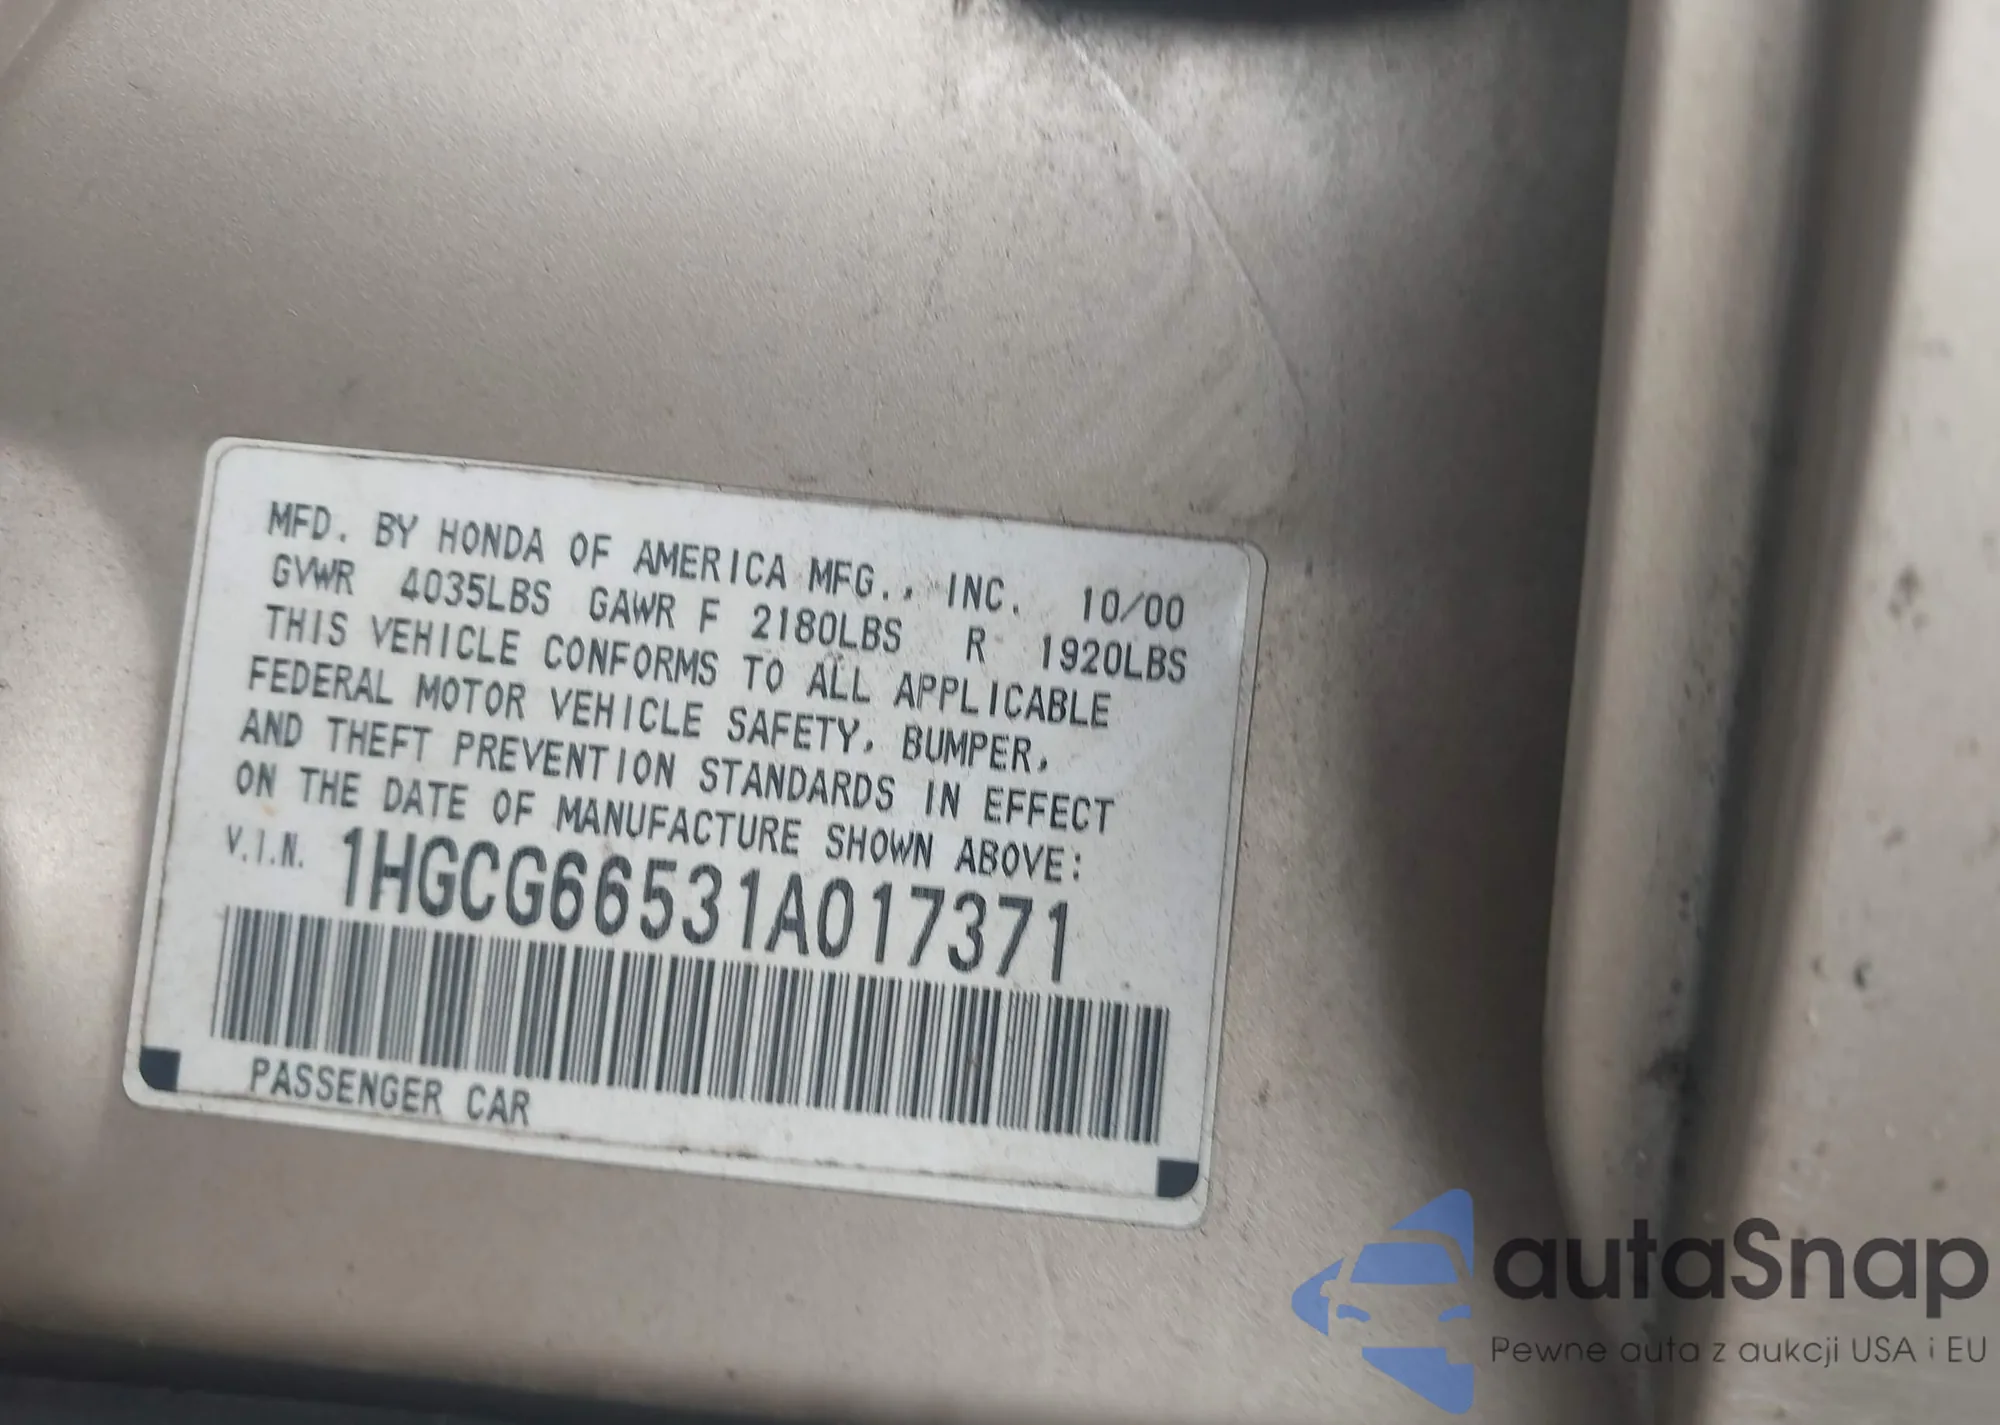 MFD. BY HONDA OF AMERICA MFG., INC. 10/00
GVWR 4035LBS GAWR F 2180LBS R 1920LBS
THIS VEHICLE CONFORMS TO ALL APPLICABLE
FEDERAL MOTOR VEHICLE SAFETY, BUMPER,
AND THEFT PREVENTION STANDARDS IN EFFECT
ON THE DATE OF MANUFACTURE SHOWN ABOVE:
V.I.N. 1HGCG66531A017371
PASSENGER CAR
autaSnap
Pewne auta z aukcji USA i EU